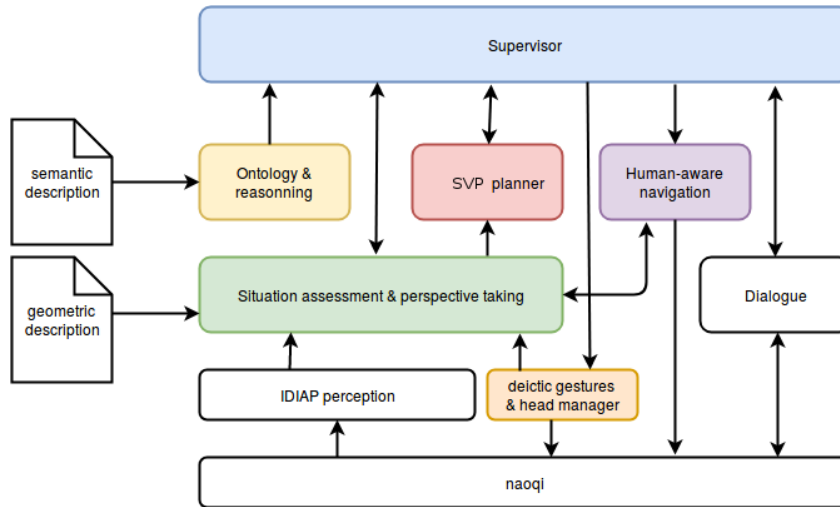 Supervisor
semantic
description
Ontology &
reasonning
SVP planner
Human-aware
navigation
geometric
description
Situation assessment & perspective taking
Dialogue
IDIAP perception
deictic gestures
& head manager
naoqi